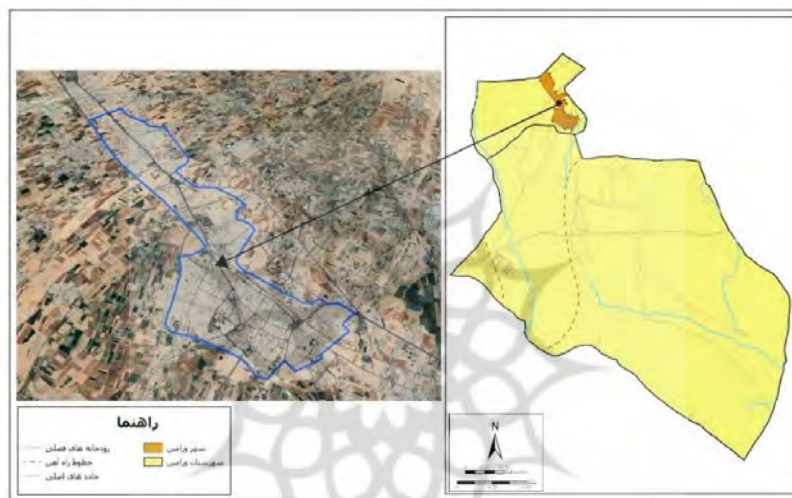 راهنما
رودخانه های فصلی
خطوط راه آهن
جاده های اصلی
شهر ورامین
شهرستان ورامین
N